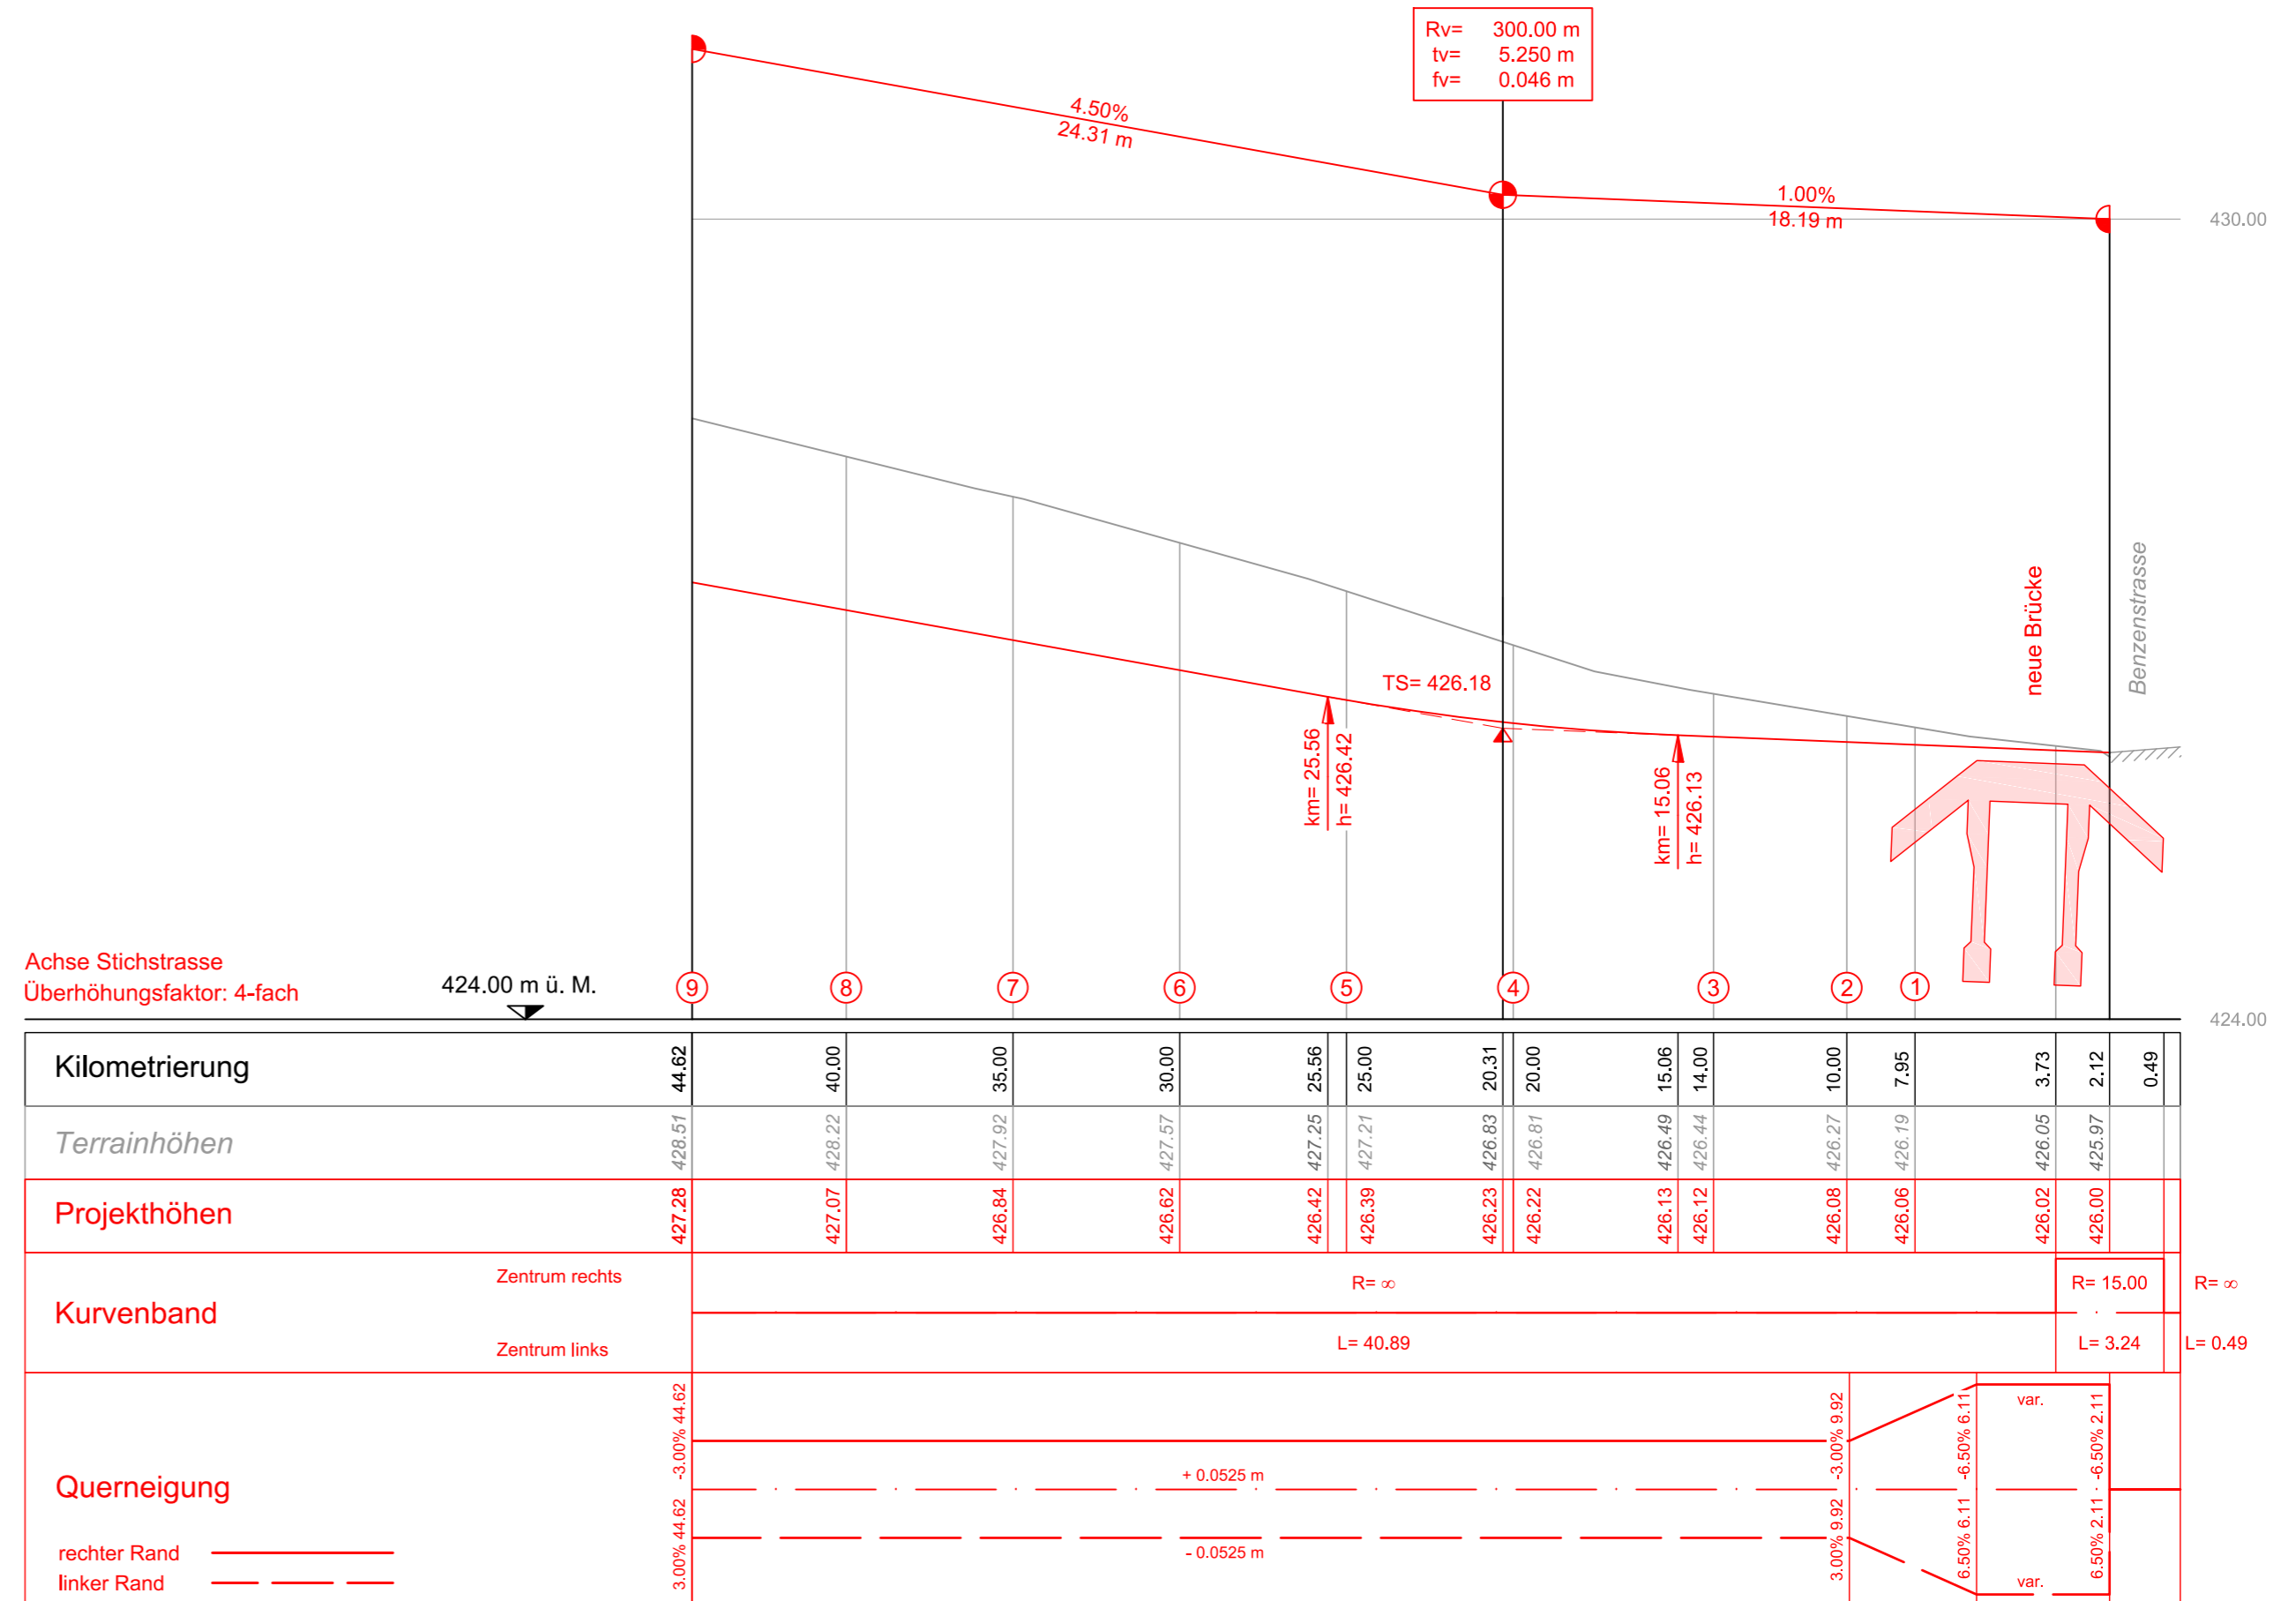 Rv= 300.00 m
tv= 5.250 m
fv= 0.046 m
4.50%
24.31 m
1.00%
18.19 m
430.00
neue Brücke
Benzenstrasse
TS= 426.18
km= 25.56
h= 426.42
km= 15.06
h= 426.13
Achse Stichstrasse
Überhöhungsfaktor: 4-fach
424.00 m ü. M.
9 8 7 6 5 4 3 2 1
424.00
Kilometrierung 44.62 40.00 35.00 30.00 25.56 25.00 20.31 20.00 15.06 14.00 10.00 7.95 3.73 2.12 0.49
Terrainhöhen 428.51 428.22 427.92 427.57 427.25 427.21 426.83 426.81 426.49 426.44 426.27 426.19 426.05 425.97
Projekthöhen 427.28 427.07 426.84 426.62 426.42 426.39 426.23 426.22 426.13 426.12 426.08 426.06 426.02 426.00
Kurvenband
Zentrum rechts R= ∞ R= 15.00 R= ∞
Zentrum links L= 40.89 L= 3.24 L= 0.49
Querneigung
-3.00% 44.62 -3.00% 9.92 -6.50% 6.11 var. -6.50% 2.11
+ 0.0525 m
3.00% 44.62 3.00% 9.92 6.50% 6.11 var. 6.50% 2.11
- 0.0525 m
rechter Rand
linker Rand